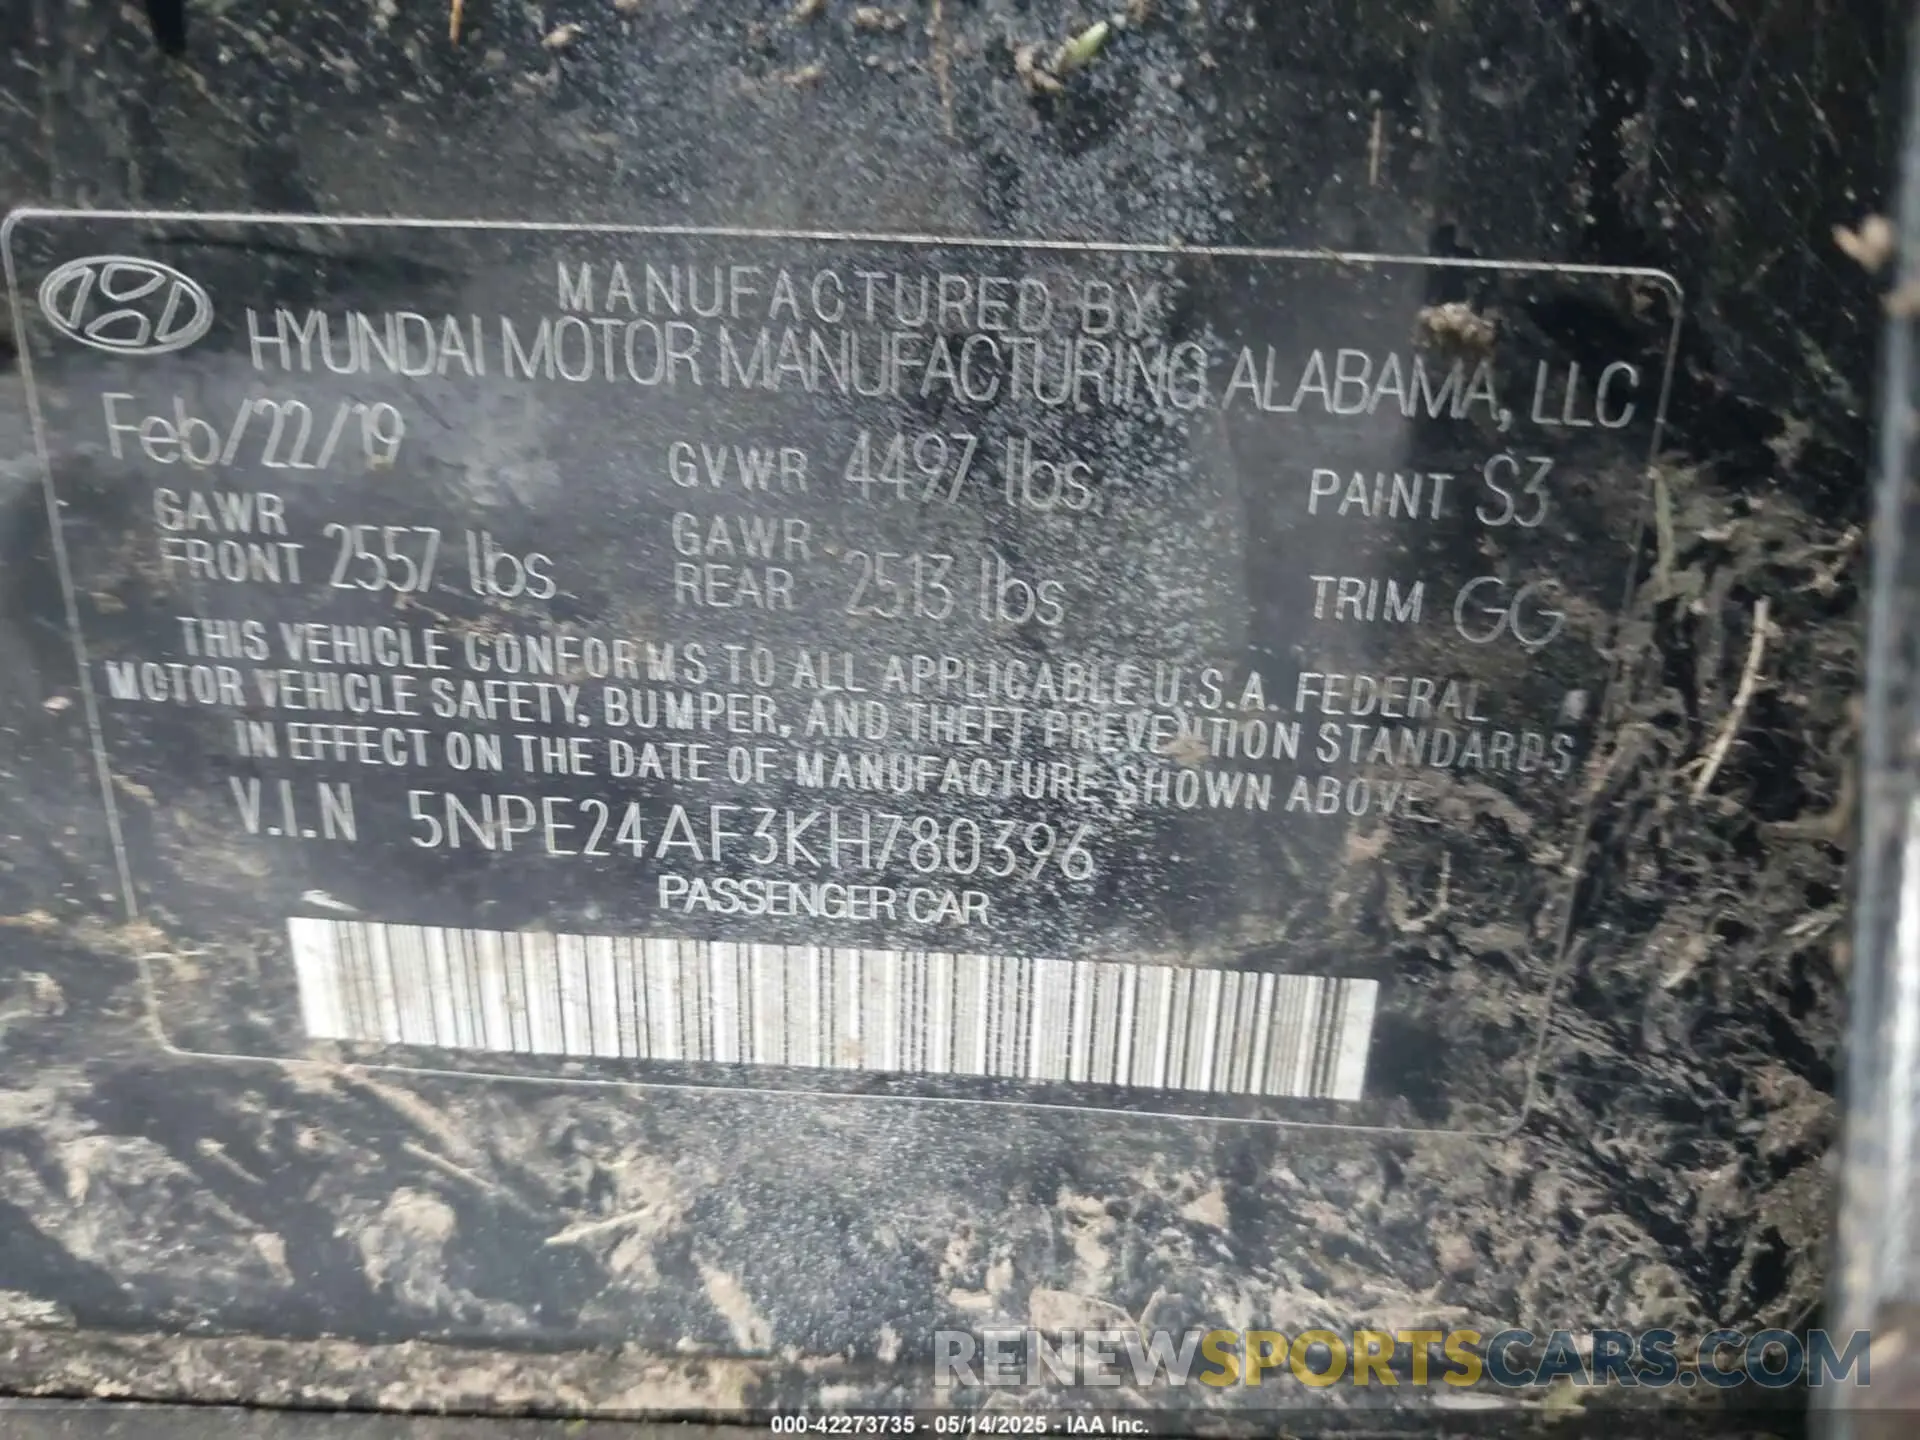 MANUFACTURED BY
HYUNDAI MOTOR MANUFACTURING ALABAMA, LLC
Feb/22/19
GVWR 4497 lbs
PAINT S3
GAWR FRONT 2557 lbs
GAWR REAR 2513 lbs
TRIM GG
THIS VEHICLE CONFORMS TO ALL APPLICABLE U.S.A. FEDERAL
MOTOR VEHICLE SAFETY, BUMPER, AND THEFT PREVENTION STANDARDS
IN EFFECT ON THE DATE OF MANUFACTURE SHOWN ABOVE
V.I.N 5NPE24AF3KH780396
PASSENGER CAR
RENEWSPORTSCARS.COM
000-42273735 - 05/14/2025 - IAA Inc.